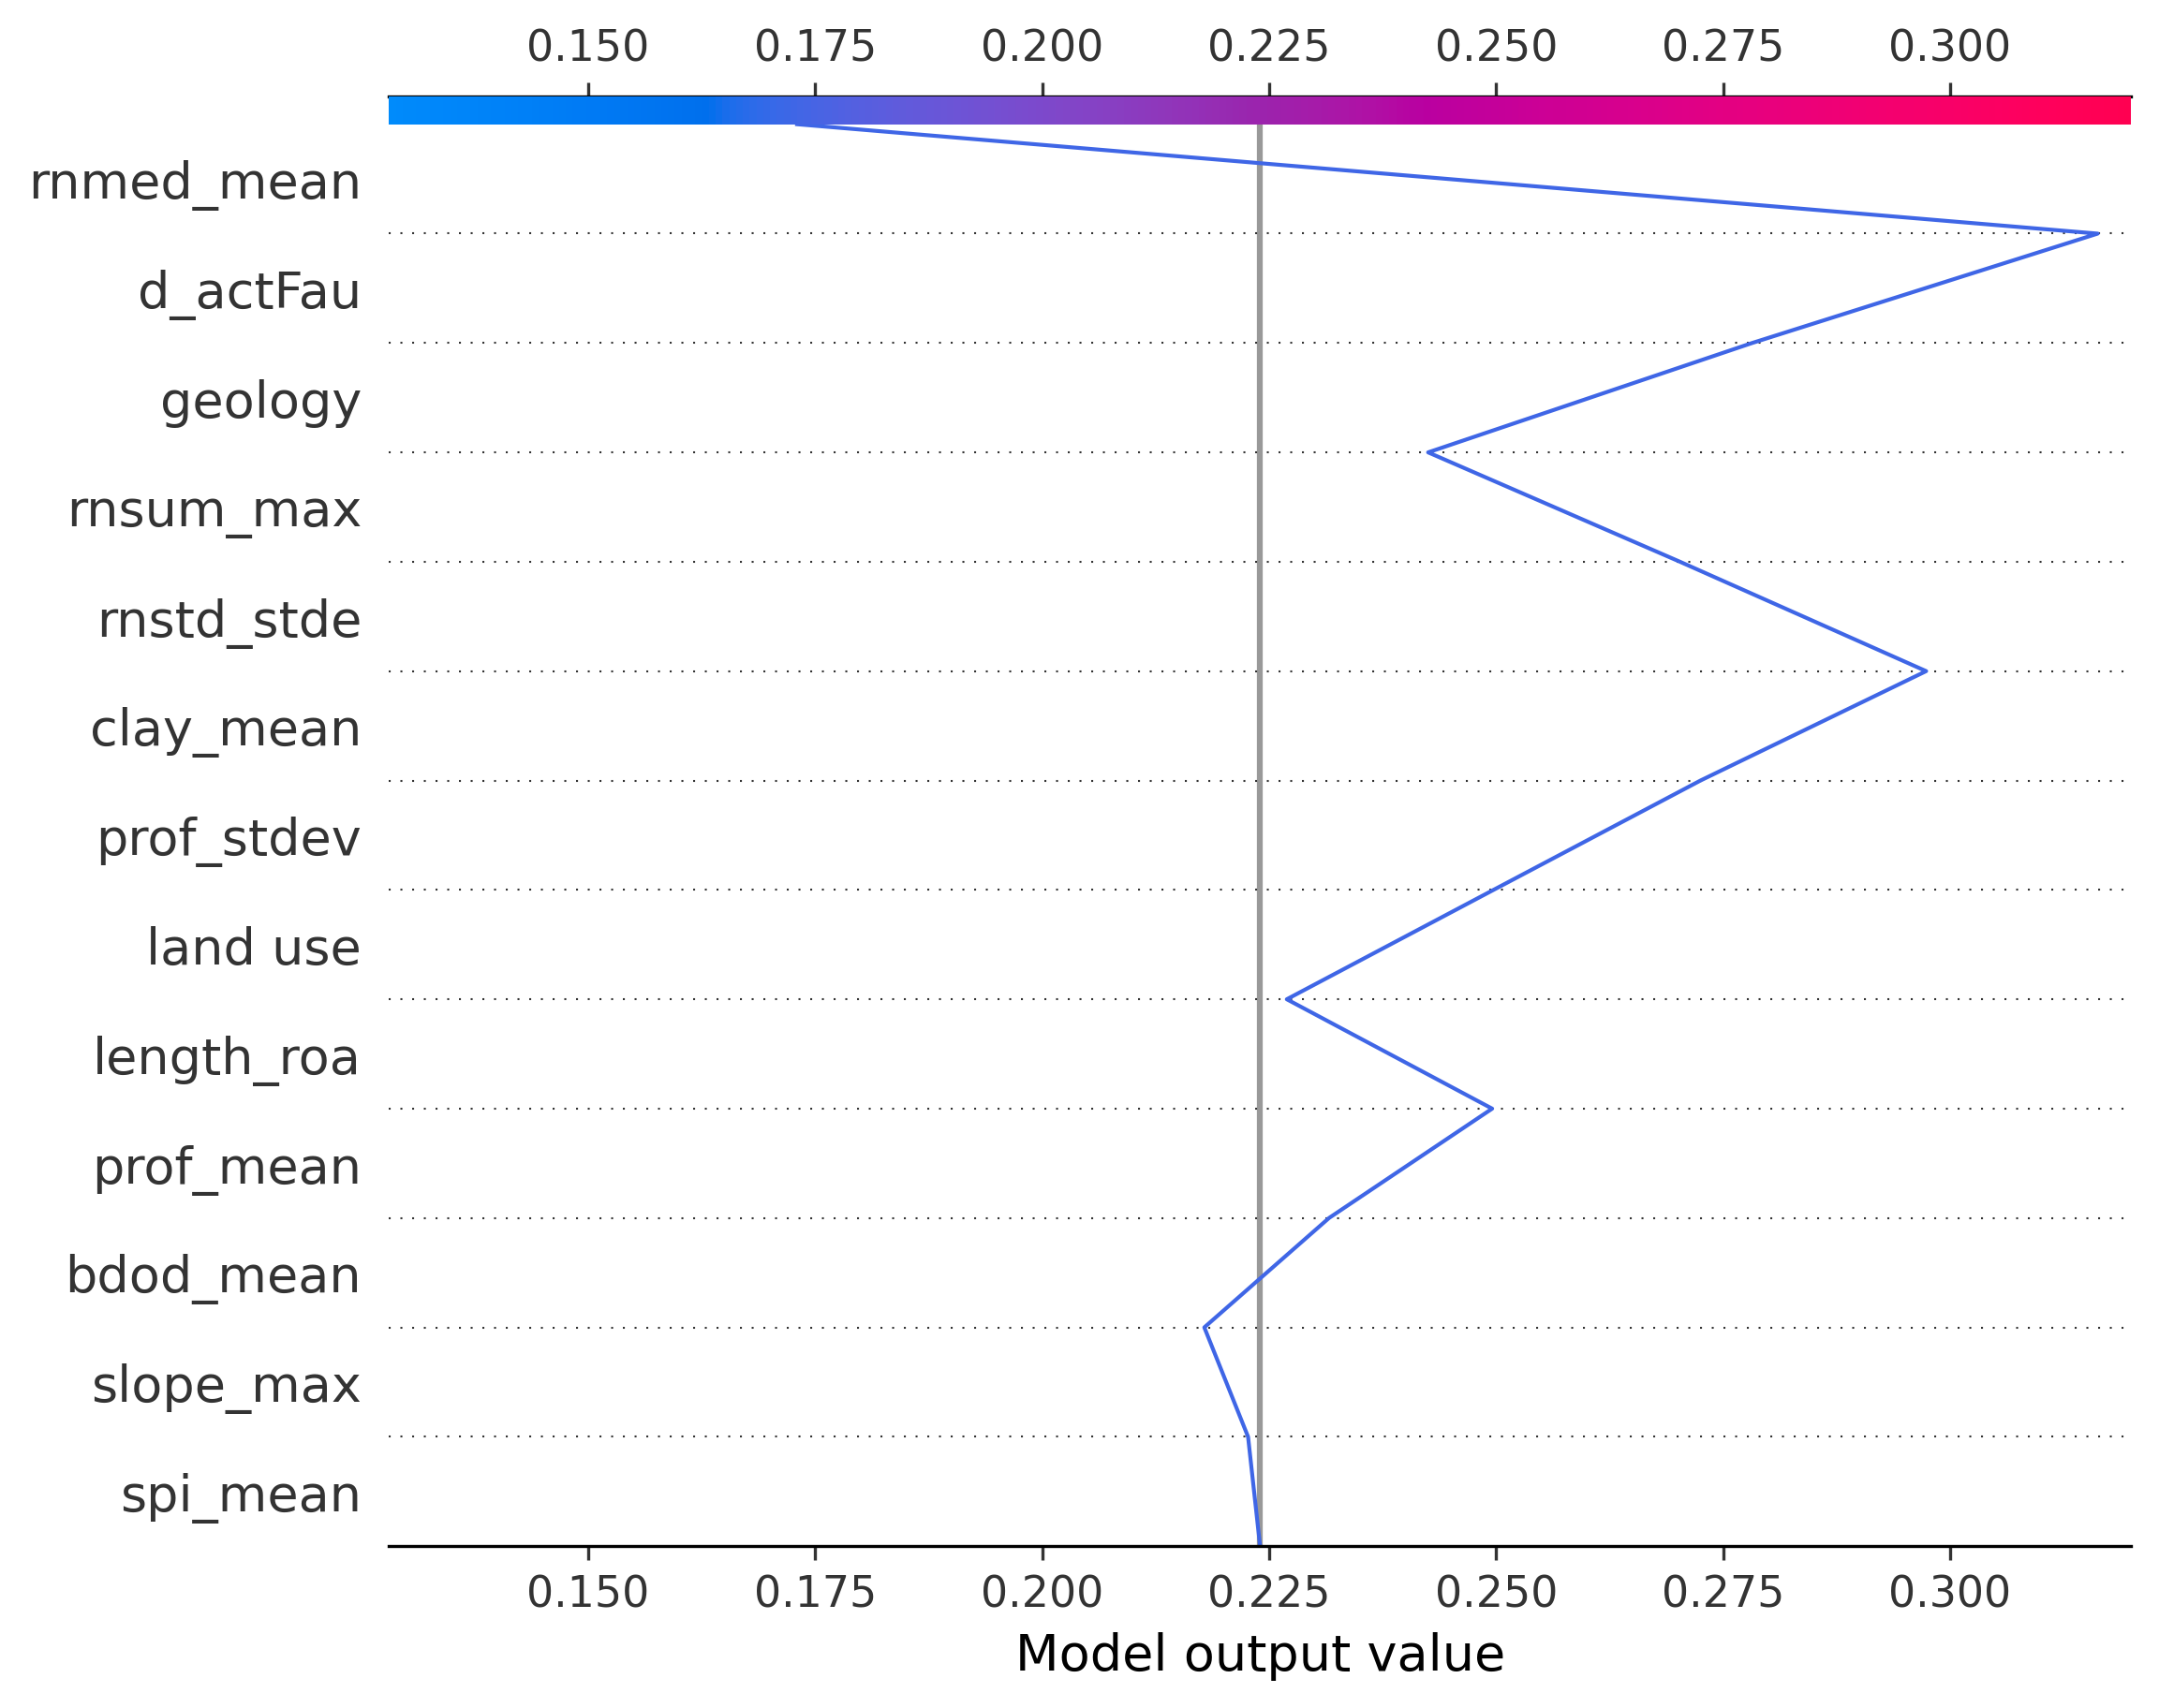 0.150 0.175 0.200 0.225 0.250 0.275 0.300
rnmed_mean
d_actFau
geology
rnsum_max
rnstd_stde
clay_mean
prof_stdev
land use
length_roa
prof_mean
bdod_mean
slope_max
spi_mean
0.150 0.175 0.200 0.225 0.250 0.275 0.300
Model output value